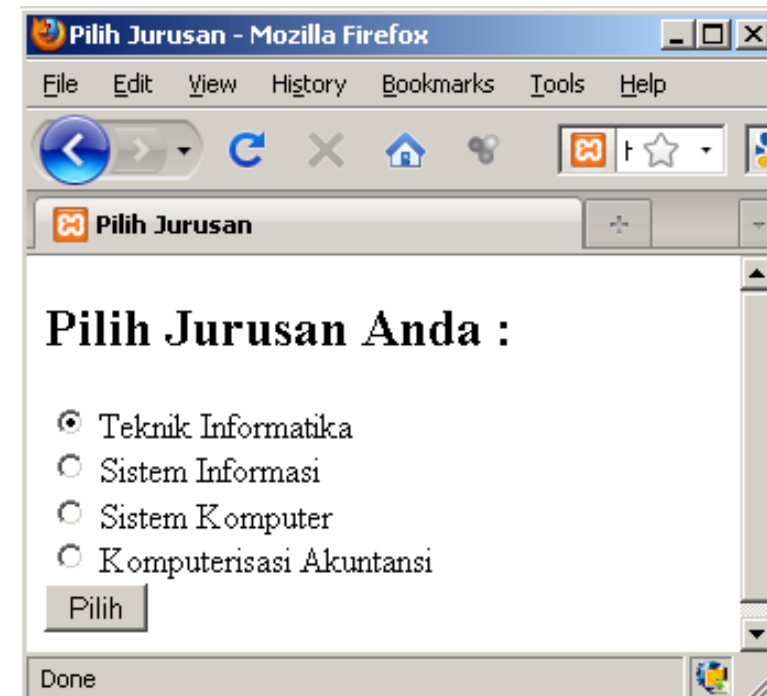 Pilih Jurusan - Mozilla Firefox
File Edit View History Bookmarks Tools Help
Pilih Jurusan
Pilih Jurusan Anda :
Teknik Informatika
Sistem Informasi
Sistem Komputer
Komputerisasi Akuntansi
Pilih
Done